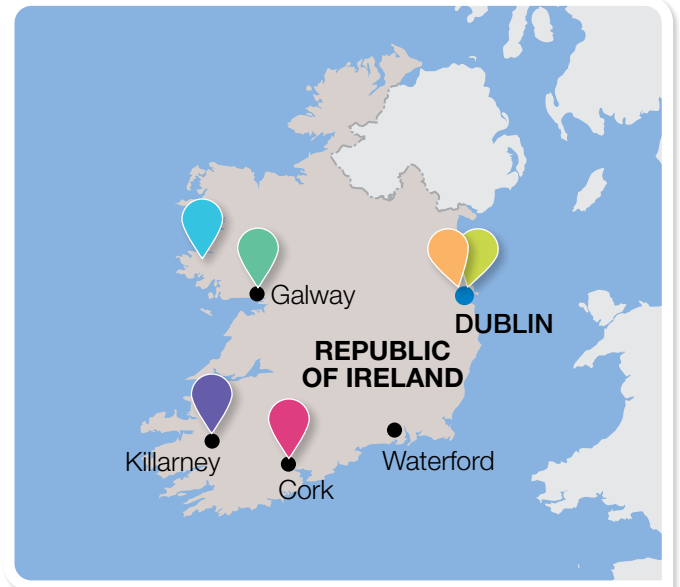 Galway
DUBLIN
REPUBLIC
OF IRELAND
Killarney
Waterford
Cork